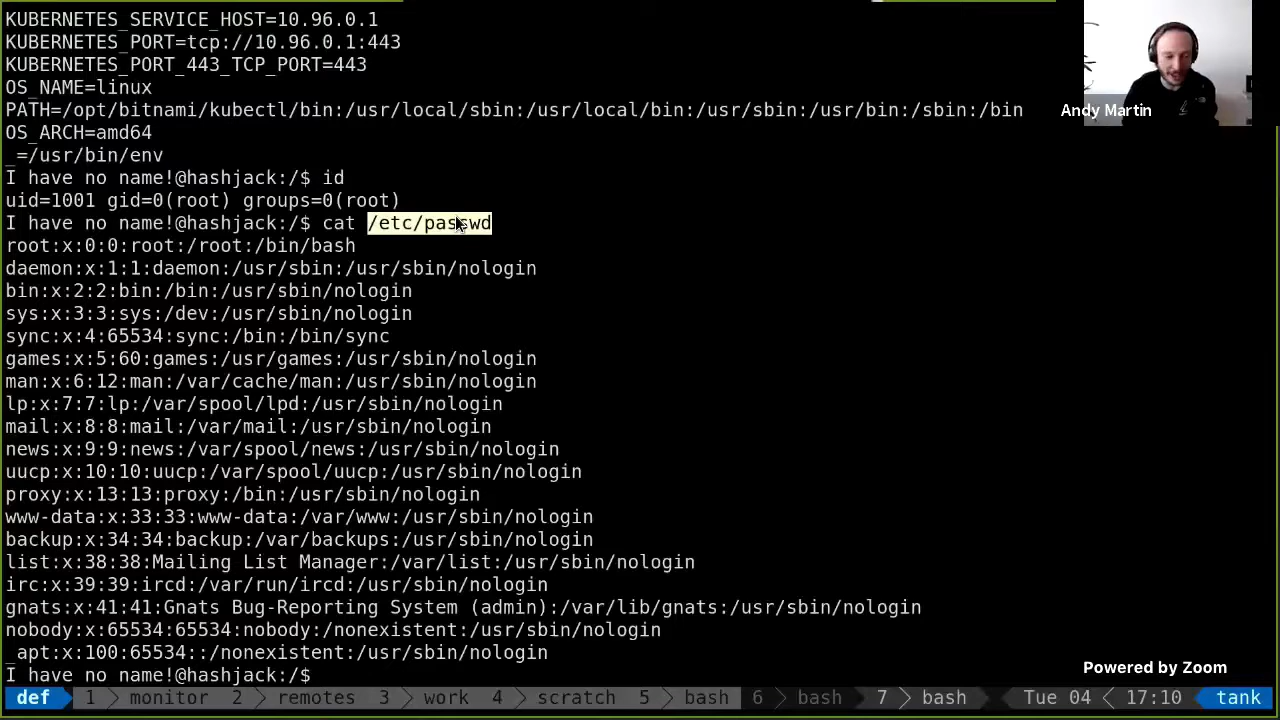 KUBERNETES_SERVICE_HOST=10.96.0.1
KUBERNETES_PORT=tcp://10.96.0.1:443
KUBERNETES_PORT_443_TCP_PORT=443
OS_NAME=linux
PATH=/opt/bitnami/kubectl/bin:/usr/local/sbin:/usr/local/bin:/usr/sbin:/usr/bin:/sbin:/bin
Andy Martin
OS_ARCH=amd64
_=/usr/bin/env
I have no name!@hashjack:/$ id
uid=1001 gid=0(root) groups=0(root)
I have no name!@hashjack:/$ cat /etc/passwd
root:x:0:0:root:/root:/bin/bash
daemon:x:1:1:daemon:/usr/sbin:/usr/sbin/nologin
bin:x:2:2:bin:/bin:/usr/sbin/nologin
sys:x:3:3:sys:/dev:/usr/sbin/nologin
sync:x:4:65534:sync:/bin:/bin/sync
games:x:5:60:games:/usr/games:/usr/sbin/nologin
man:x:6:12:man:/var/cache/man:/usr/sbin/nologin
lp:x:7:7:lp:/var/spool/lpd:/usr/sbin/nologin
mail:x:8:8:mail:/var/mail:/usr/sbin/nologin
news:x:9:9:news:/var/spool/news:/usr/sbin/nologin
uucp:x:10:10:uucp:/var/spool/uucp:/usr/sbin/nologin
proxy:x:13:13:proxy:/bin:/usr/sbin/nologin
www-data:x:33:33:www-data:/var/www:/usr/sbin/nologin
backup:x:34:34:backup:/var/backups:/usr/sbin/nologin
list:x:38:38:Mailing List Manager:/var/list:/usr/sbin/nologin
irc:x:39:39:ircd:/var/run/ircd:/usr/sbin/nologin
gnats:x:41:41:Gnats Bug-Reporting System (admin):/var/lib/gnats:/usr/sbin/nologin
nobody:x:65534:65534:nobody:/nonexistent:/usr/sbin/nologin
_apt:x:100:65534::/nonexistent:/usr/sbin/nologin
I have no name!@hashjack:/$
Powered by Zoom
def 1 monitor 2 remotes 3 work 4 scratch 5 bash 6 bash 7 bash Tue 04 17:10 tank